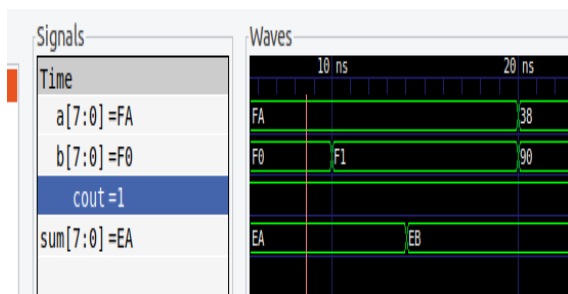 Signals
Waves
Time
10 ns
20 ns
a[7:0]=FA
FA
38
b[7:0]=F0
F0
F1
90
cout=1
sum[7:0]=EA
EA
EB